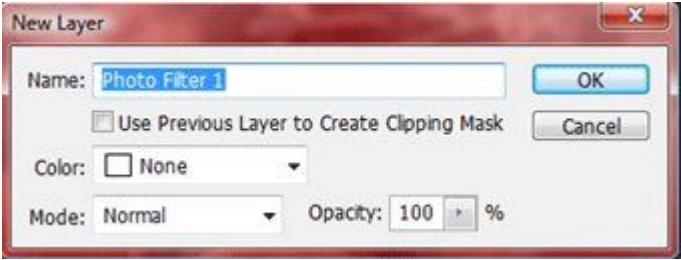 New Layer
Name: Photo Filter 1 OK
Use Previous Layer to Create Clipping Mask Cancel
Color: None
Mode: Normal Opacity: 100 %